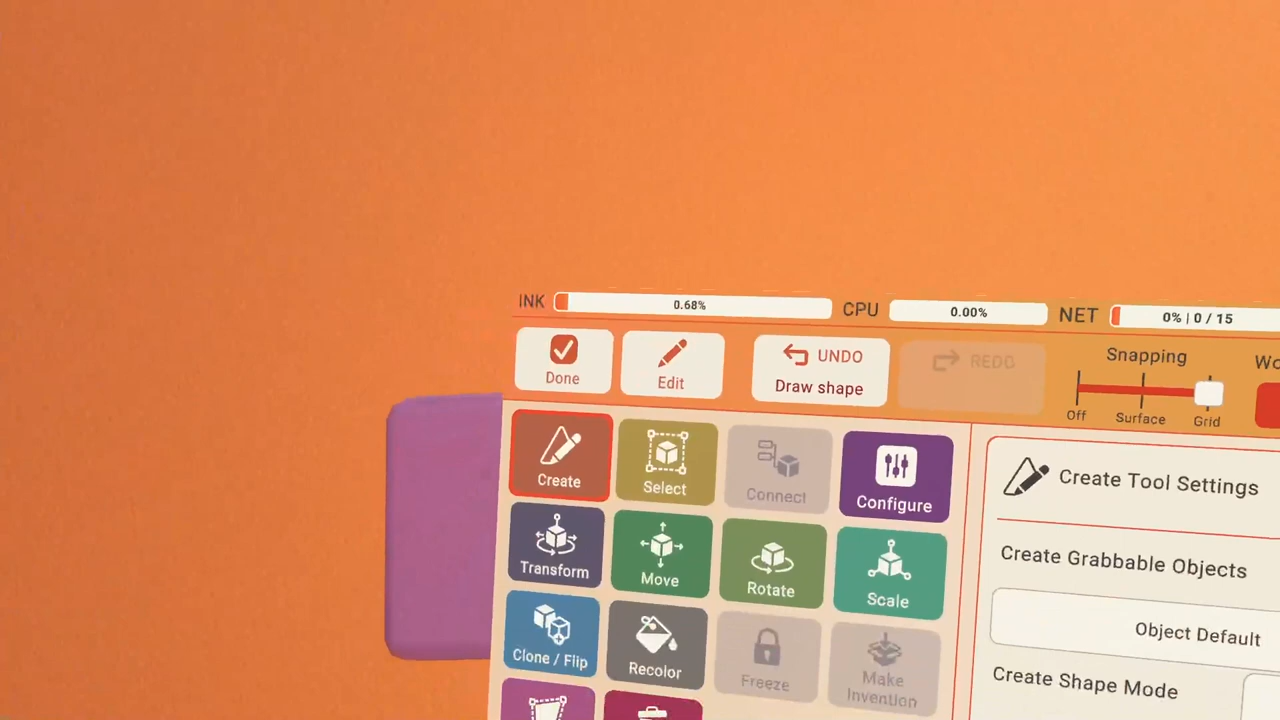 INK 0.68% CPU 0.00% NET 0% | 0 / 15
Done Edit UNDO REDO
Draw shape
Snapping
Off Surface Grid
Create Select Connect Configure
Create Tool Settings
Transform Move Rotate Scale
Create Grabbable Objects
Object Default
Clone / Flip Recolor Freeze Make
Invention
Create Shape Mode